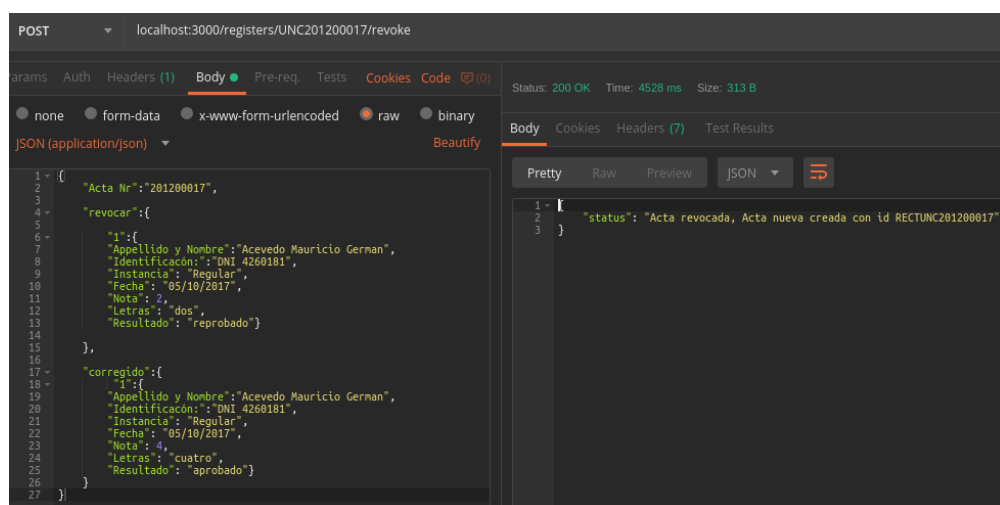 POST localhost:3000/registers/UNC201200017/revoke
Params Auth Headers (1) Body Pre-req. Tests Cookies Code (0)
none form-data x-www-form-urlencoded raw binary
JSON (application/json) Beautify
1 {
2 "Acta Nr":"201200017",
3
4 "revocar":{
5
6 "1":{
7 "Appellido y Nombre":"Acevedo Mauricio German",
8 "Identificacón:":"DNI 4260181",
9 "Instancia": "Regular",
10 "Fecha": "05/10/2017",
11 "Nota": 2,
12 "Letras": "dos",
13 "Resultado": "reprobado"}
14
15 },
16
17 "corregido":{
18 "1":{
19 "Appellido y Nombre":"Acevedo Mauricio German",
20 "Identificacón:":"DNI 4260181",
21 "Instancia": "Regular",
22 "Fecha": "05/10/2017",
23 "Nota": 4,
24 "Letras": "cuatro",
25 "Resultado": "aprobado"}
26 }
27 }
Status: 200 OK Time: 4528 ms Size: 313 B
Body Cookies Headers (7) Test Results
Pretty Raw Preview JSON
1 {
2 "status": "Acta revocada, Acta nueva creada con id RECTUNC201200017"
3 }